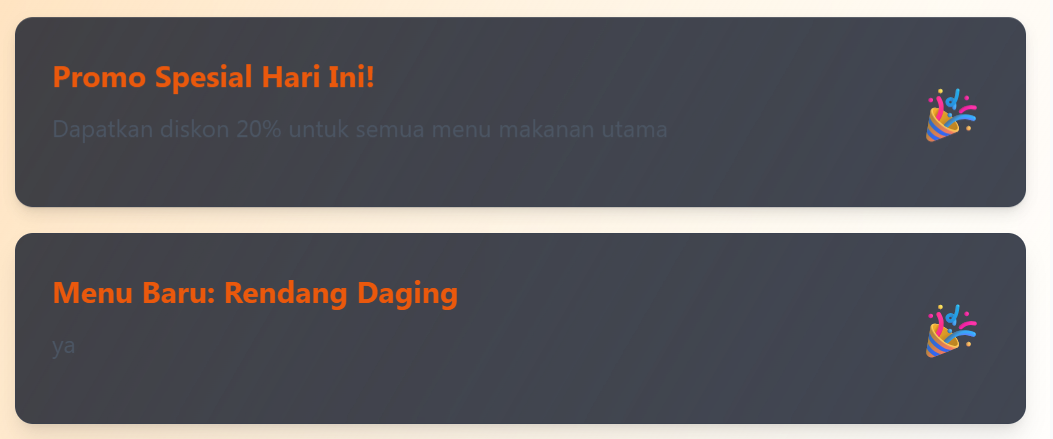 Promo Spesial Hari Ini!
Dapatkan diskon 20% untuk semua menu makanan utama
Menu Baru: Rendang Daging
ya